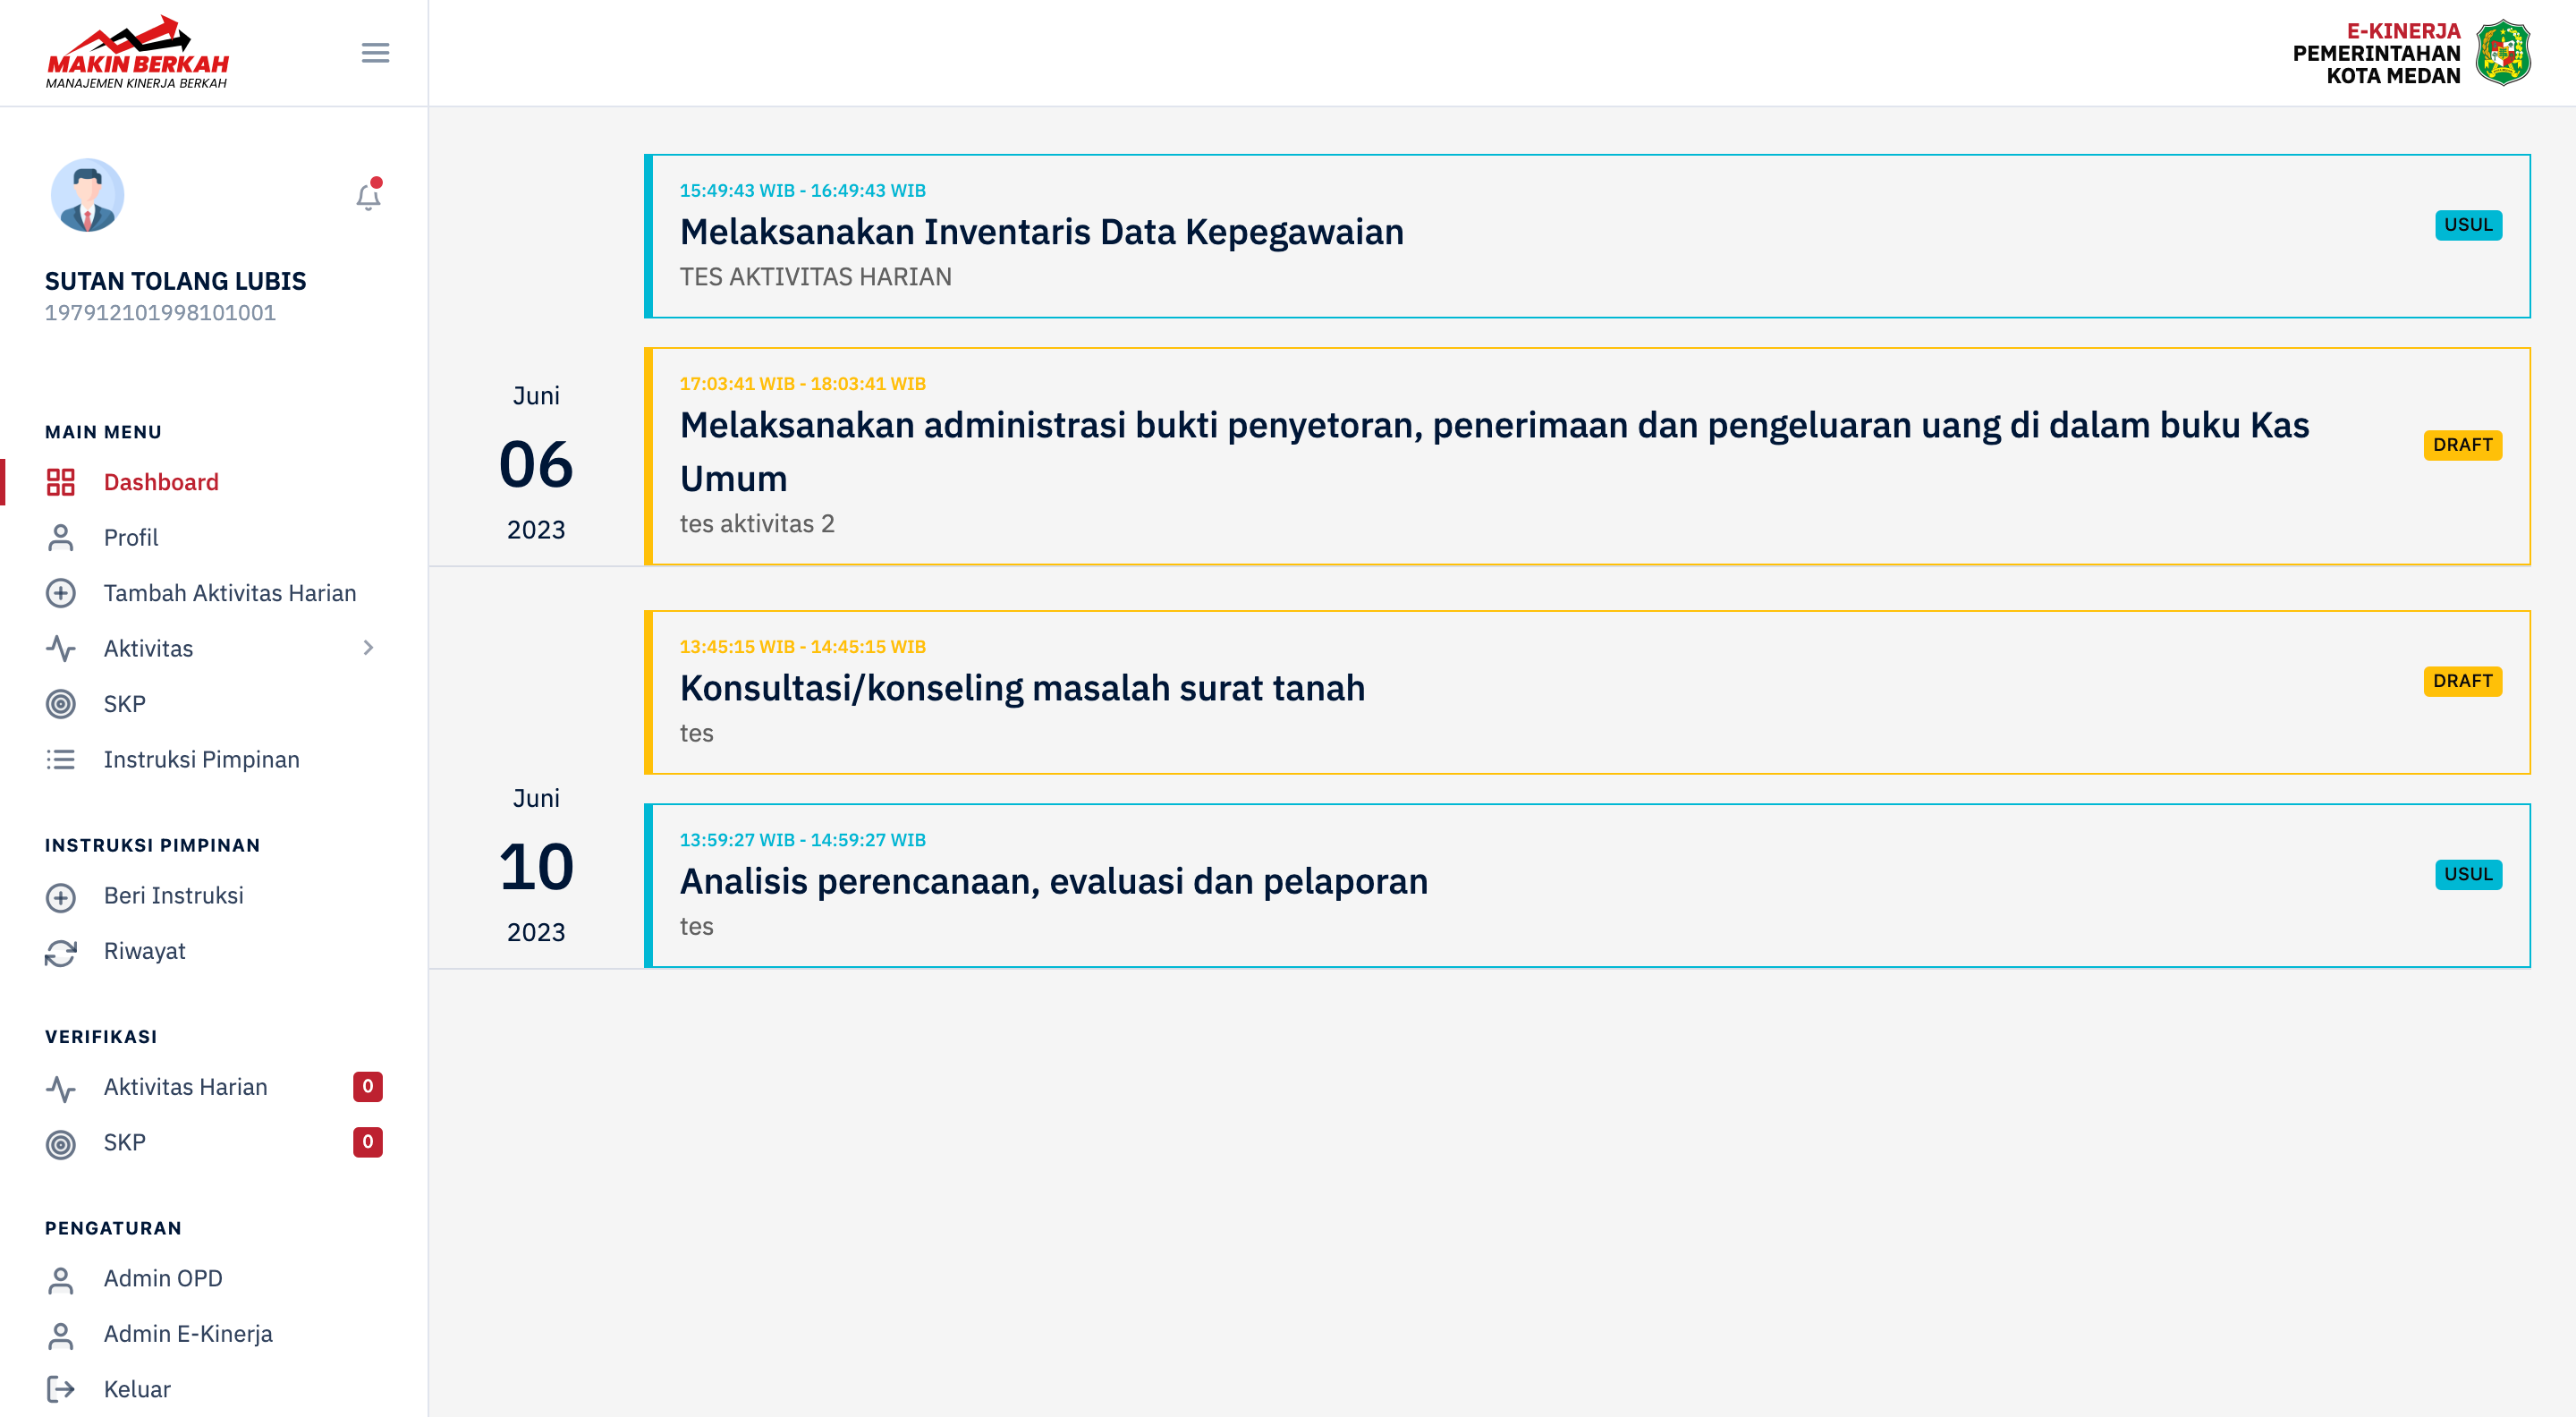 MAKIN BERKAH
MANAJEMEN KINERJA BERKAH
E-KINERJA
PEMERINTAHAN
KOTA MEDAN
SUTAN TOLANG LUBIS
197912101998101001
MAIN MENU
Dashboard
Profil
Tambah Aktivitas Harian
Aktivitas
SKP
Instruksi Pimpinan
INSTRUKSI PIMPINAN
Beri Instruksi
Riwayat
VERIFIKASI
Aktivitas Harian 0
SKP 0
PENGATURAN
Admin OPD
Admin E-Kinerja
Keluar
Juni
06
2023
15:49:43 WIB - 16:49:43 WIB
Melaksanakan Inventaris Data Kepegawaian
TES AKTIVITAS HARIAN
USUL
17:03:41 WIB - 18:03:41 WIB
Melaksanakan administrasi bukti penyetoran, penerimaan dan pengeluaran uang di dalam buku Kas
Umum
tes aktivitas 2
DRAFT
Juni
10
2023
13:45:15 WIB - 14:45:15 WIB
Konsultasi/konseling masalah surat tanah
tes
DRAFT
13:59:27 WIB - 14:59:27 WIB
Analisis perencanaan, evaluasi dan pelaporan
tes
USUL